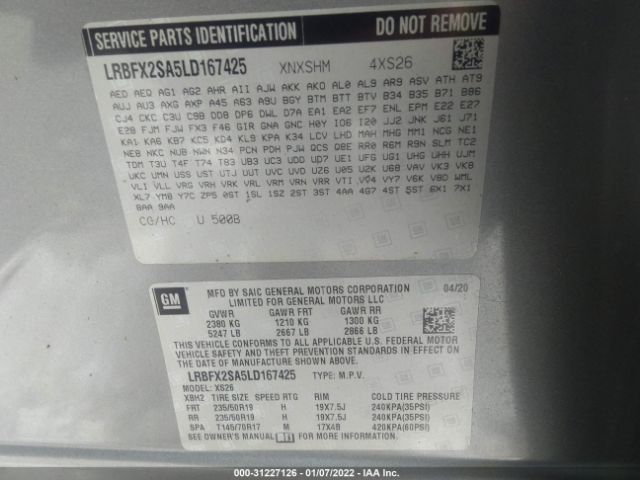 SERVICE PARTS IDENTIFICATION DO NOT REMOVE
LRBFX2SA5LD167425 XNXSHM 4XS26
AED AEQ AG1 AG2 AHR AII AJW AKK AKO AL0 AL9 AR9 ASV ATH AT9
AUJ AU3 AXG AXP A45 A63 A9U BGY BTM BTT BTV B34 B35 B71 B86
CJ4 CKC C3U C9B DDB DP6 DWL D7A EA1 EA2 EF7 ENL EPM E22 E27
E28 FJM FJW FX3 F46 GIR GNA GNC H0Y IO6 I20 JJ2 JNK J61 J71
KA1 KA6 KB7 KC5 KC4 KL9 KPA K34 LCV LHD MAH MHG MM1 NCG NE1
NE8 NKC NUB NWN N34 PCN PDH PJW QCS QBE RR0 R6M R9N SLM TC2
TDM T3U T4F T74 T83 UB3 UC3 UDD UD7 UE1 UFG UG1 UHG UHH UJM
UKC UMN USS UTJ UUT UVC UVD U2E U05 U2K U68 VAV VK3 VK8
VLI VLL VRG VRH VRK VRL VRM VRN VRR VTI VV4 VY7 V6K V8D WML
XL7 YM8 Y7C ZP5 0ST 1SL 1SZ 2ST 3ST 4AA 4G7 4ST 5ST 6X1 7X1
8AA 9AA
CG/HC U 500B
GM
MFD BY SAIC GENERAL MOTORS CORPORATION 04/20
LIMITED FOR GENERAL MOTORS LLC
GVWR GAWR FRT GAWR RR
2380 KG 1210 KG 1300 KG
5247 LB 2667 LB 2866 LB
THIS VEHICLE CONFORMS TO ALL APPLICABLE U.S. FEDERAL MOTOR
VEHICLE SAFETY AND THEFT PREVENTION STANDARDS IN EFFECT ON
THE DATE OF MANUFACTURE SHOWN ABOVE.
LRBFX2SA5LD167425 TYPE: M.P.V.
MODEL: XS26
XBH2 TIRE SIZE SPEED RTG RIM COLD TIRE PRESSURE
FRT 235/50R19 H 19X7.5J 240KPA(35PSI)
RR 235/50R19 H 19X7.5J 240KPA(35PSI)
SPA T145/70R17 M 17X4B 420KPA(60PSI)
SEE OWNER'S MANUAL FOR MORE INFORMATION.
000-31227126 - 01/07/2022 - IAA Inc.